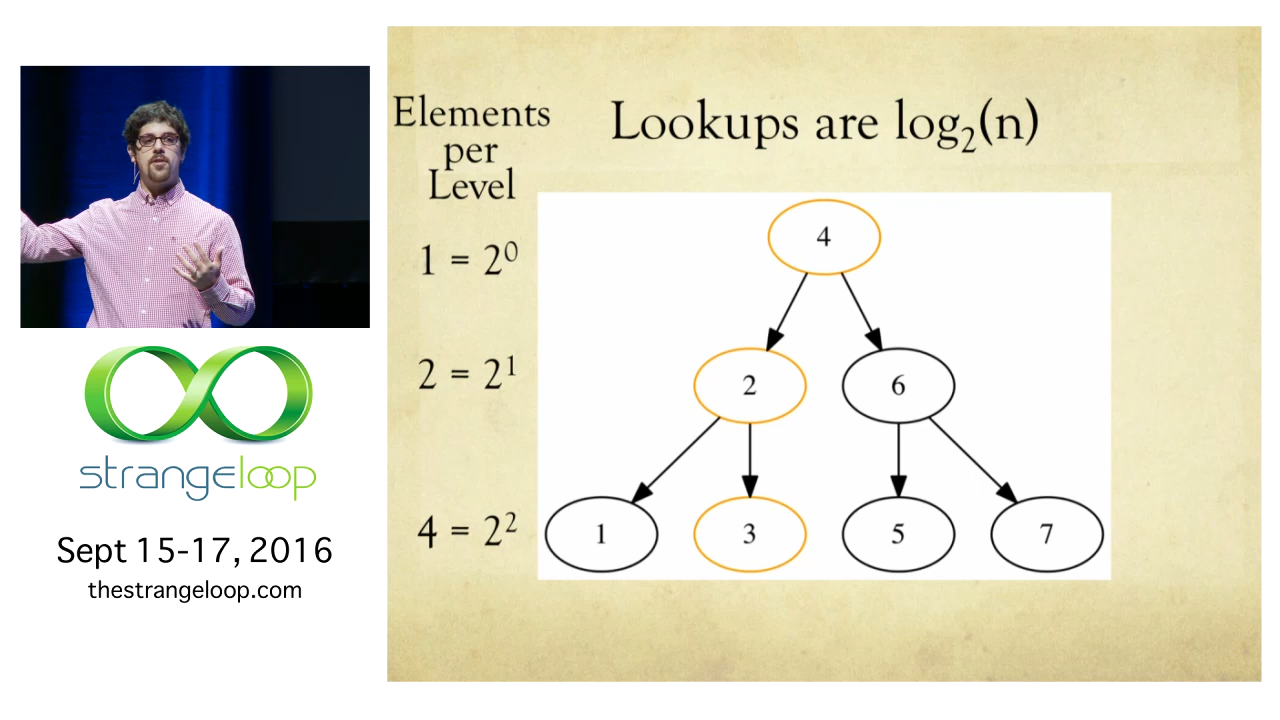 Elements
per
Level
Lookups are log₂(n)
1 = 2⁰
2 = 2¹
4 = 2²
4
2
6
1
3
5
7
strangeloop
Sept 15-17, 2016
thestrangeloop.com